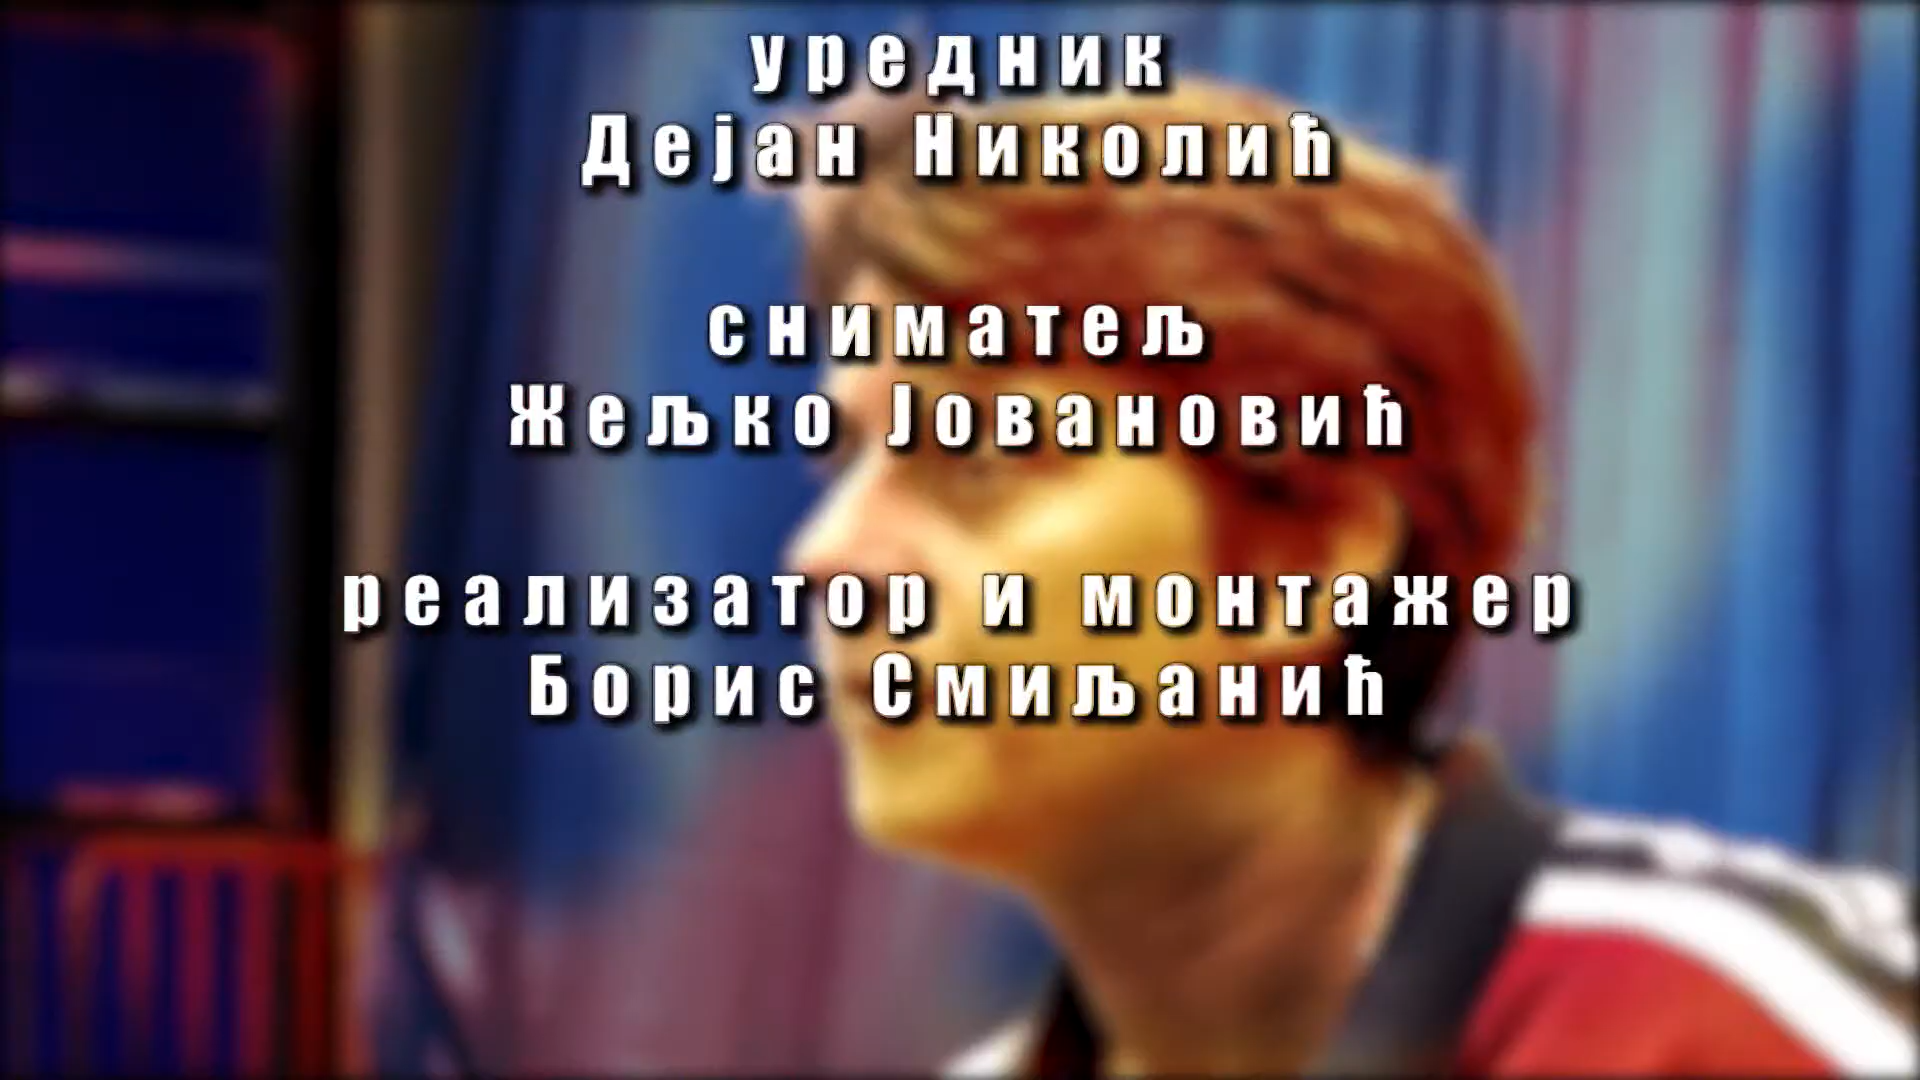 уредник
Дејан Николић
сниматељ
Жељко Јовановић
реализатор и монтажер
Борис Смиљанић